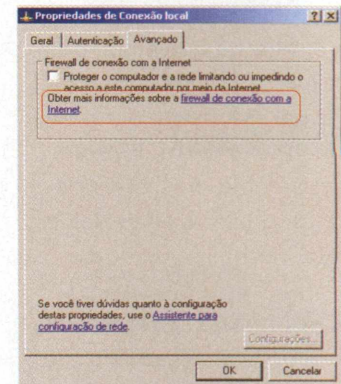 Propriedades de Conexão local
Geral Autenticação Avançado
Firewall de conexão com a Internet
Proteger o computador e a rede limitando ou impedindo o
acesso a este computador por meio da Internet
Obter mais informações sobre a firewall de conexão com a
Internet.
Se você tiver dúvidas quanto à configuração
destas propriedades, use o Assistente para
configuração de rede.
Configurações...
OK Cancelar